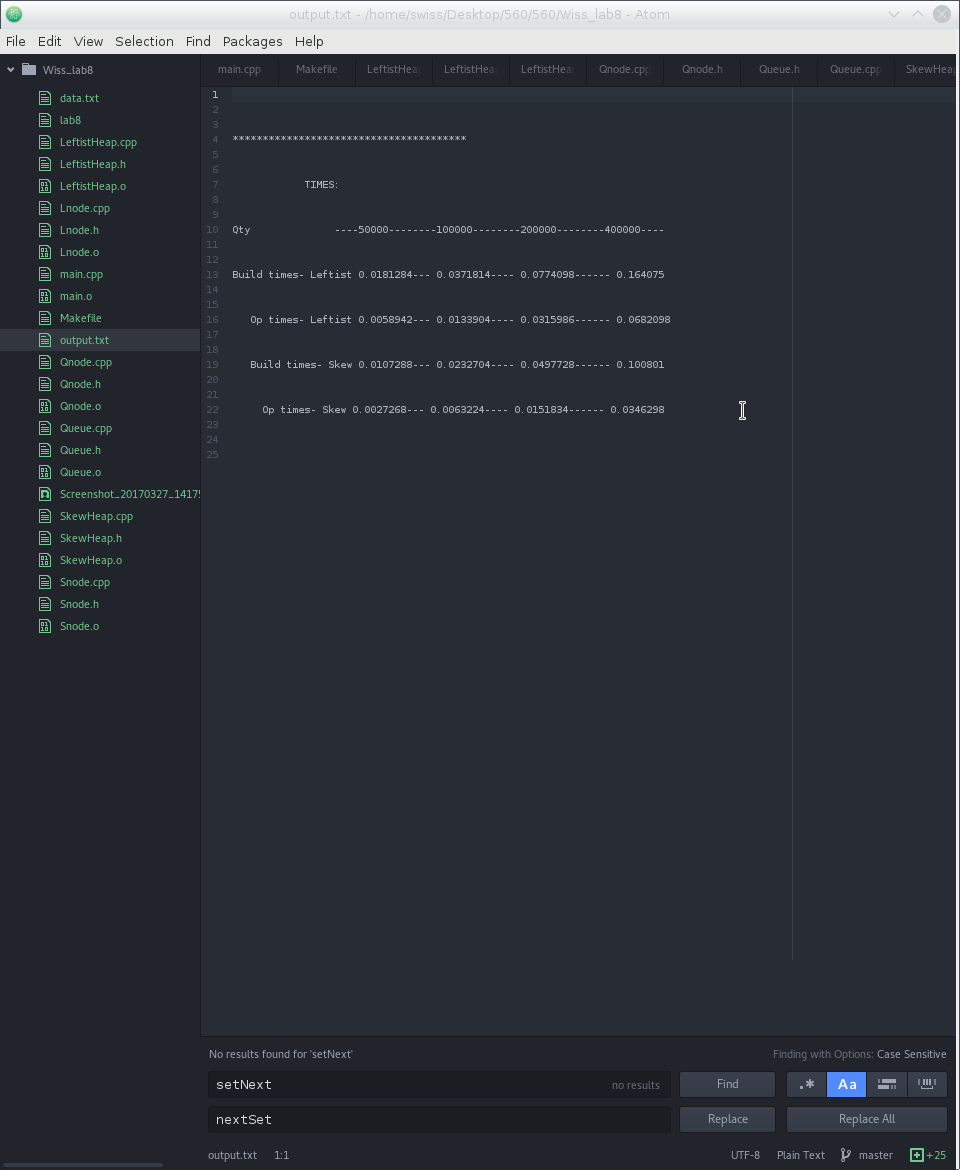 output.txt - /home/swiss/Desktop/560/560/Wiss_lab8 - Atom
File Edit View Selection Find Packages Help
Wiss_lab8
data.txt
lab8
LeftistHeap.cpp
LeftistHeap.h
LeftistHeap.o
Lnode.cpp
Lnode.h
Lnode.o
main.cpp
main.o
Makefile
output.txt
Qnode.cpp
Qnode.h
Qnode.o
Queue.cpp
Queue.h
Queue.o
Screenshot_20170327_1417
SkewHeap.cpp
SkewHeap.h
SkewHeap.o
Snode.cpp
Snode.h
Snode.o
main.cpp Makefile LeftistHea LeftistHea LeftistHea Qnode.cpp Qnode.h Queue.h Queue.cpp SkewHea
1
2
3
4 ***************************************
5
6
7 TIMES:
8
9
10 Qty ----50000--------100000--------200000--------400000----
11
12
13 Build times- Leftist 0.0181284--- 0.0371814---- 0.0774098------ 0.164075
14
15
16 Op times- Leftist 0.0058942--- 0.0133904---- 0.0315986------ 0.0682098
17
18
19 Build times- Skew 0.0107288--- 0.0232704---- 0.0497728------ 0.100801
20
21
22 Op times- Skew 0.0027268--- 0.0063224---- 0.0151834------ 0.0346298
23
24
25
No results found for 'setNext' Finding with Options: Case Sensitive
setNext no results Find .* Aa
nextSet Replace Replace All
output.txt 1:1 UTF-8 Plain Text master +25